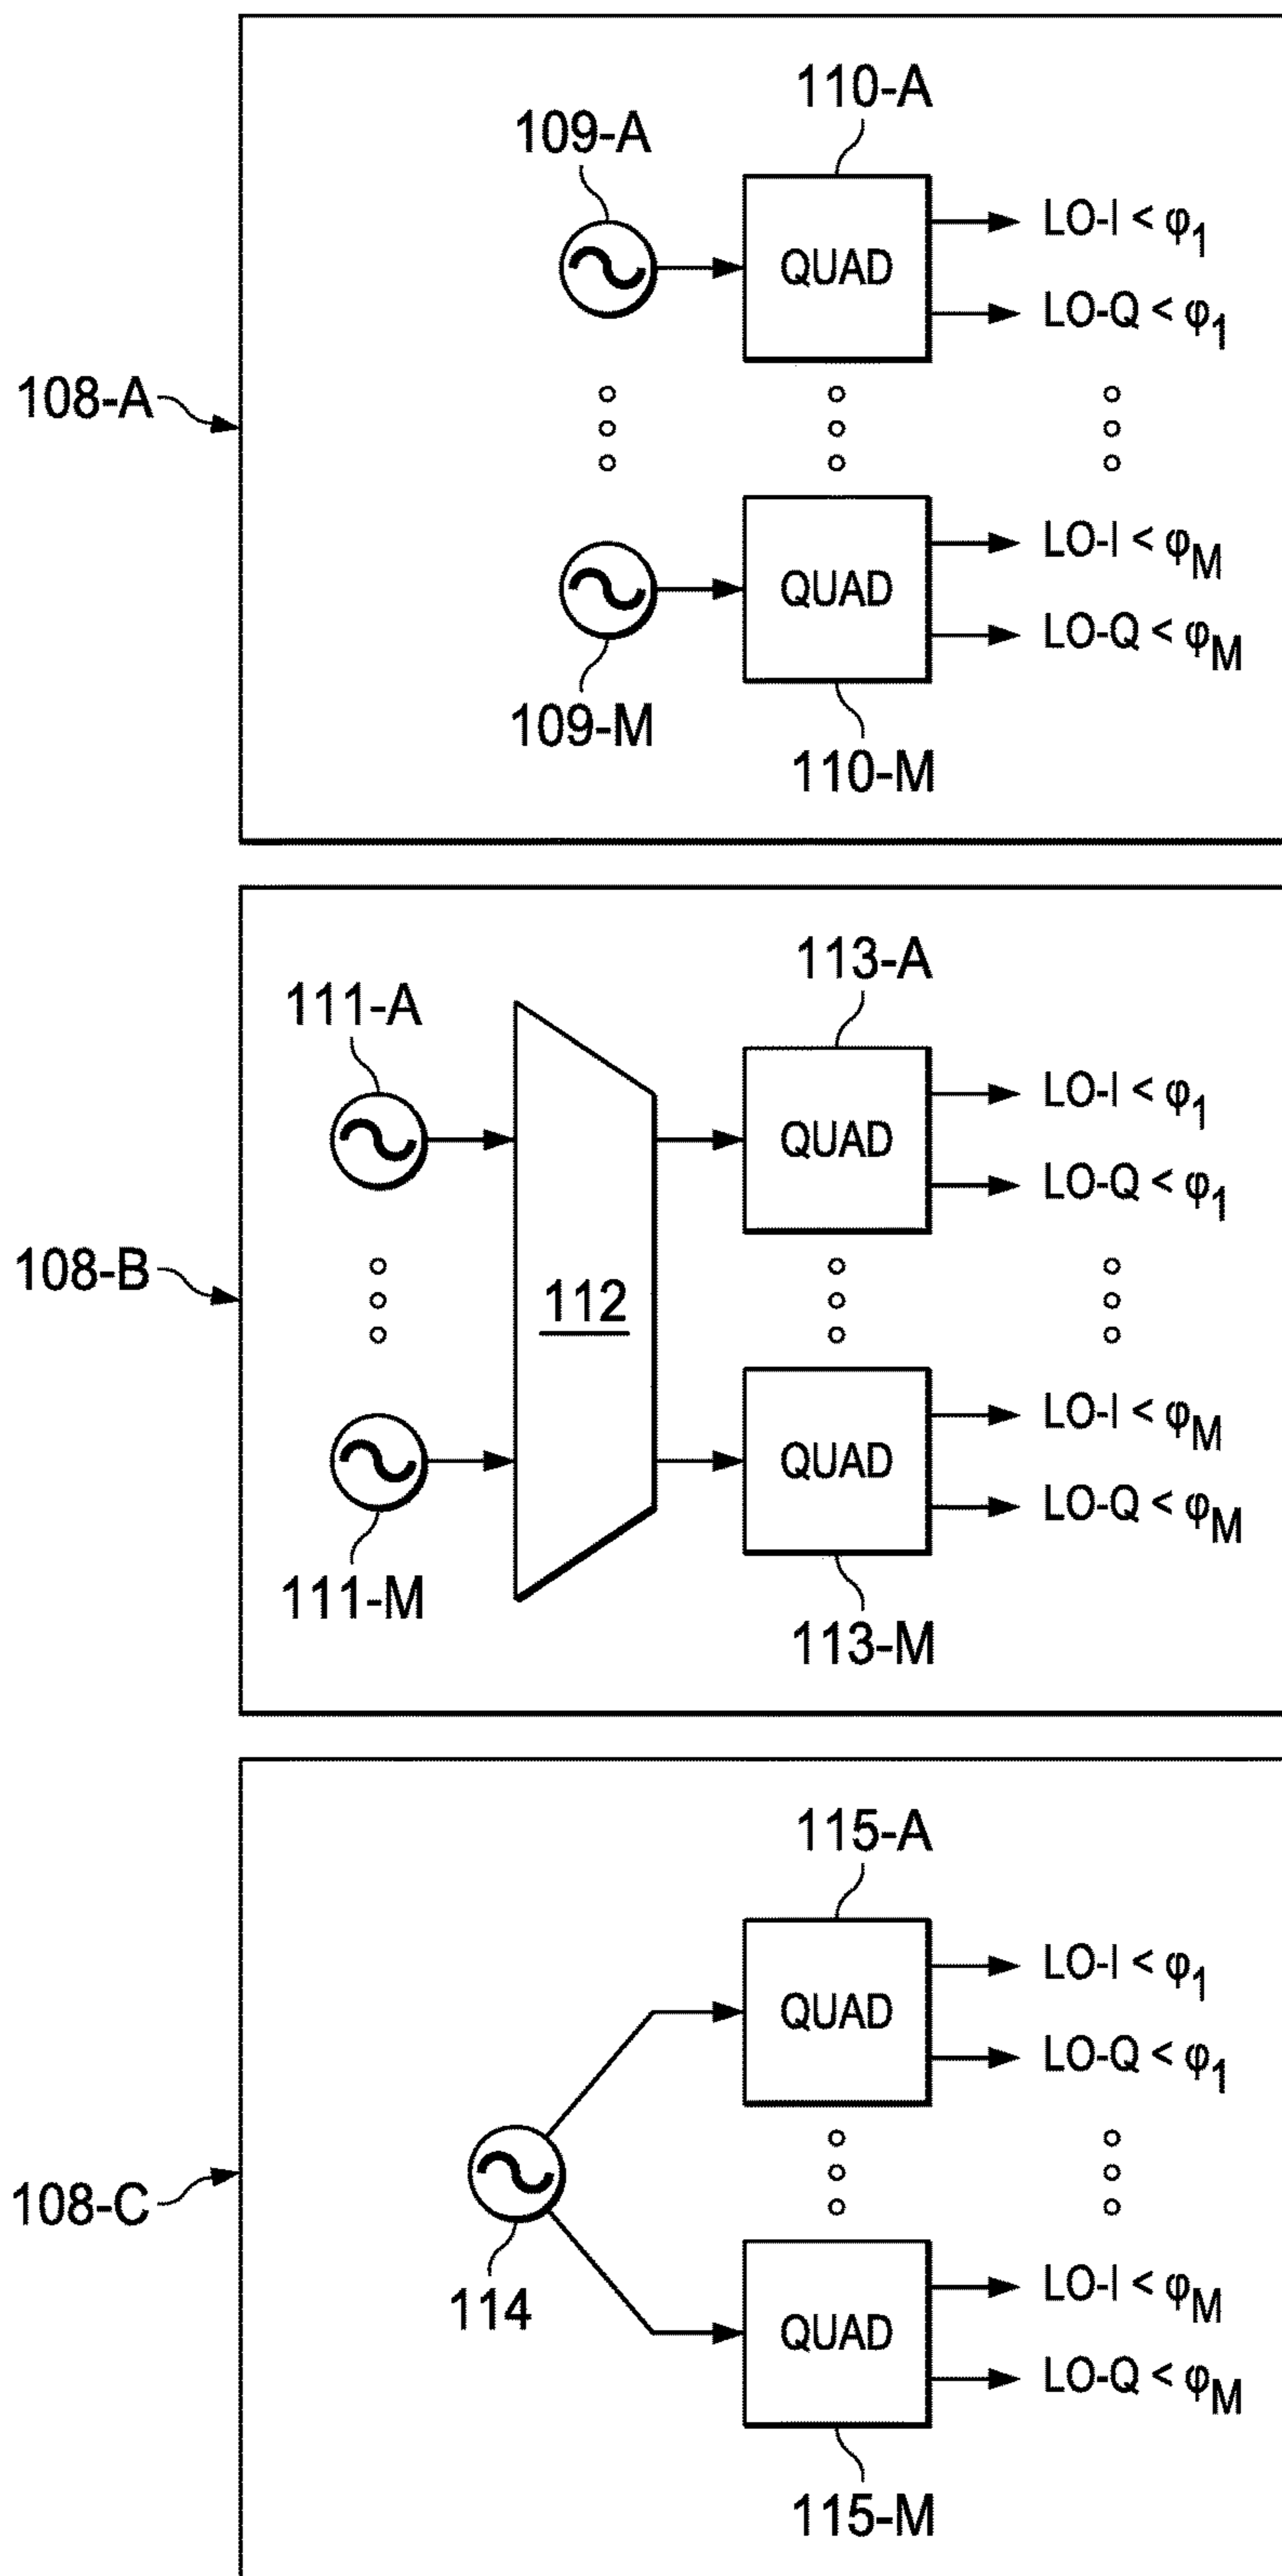 110-A
109-A
LO-I < φ1
QUAD
LO-Q < φ1
108-A
LO-I < φM
QUAD
LO-Q < φM
109-M
110-M
113-A
111-A
LO-I < φ1
QUAD
LO-Q < φ1
108-B
112
LO-I < φM
QUAD
LO-Q < φM
111-M
113-M
115-A
LO-I < φ1
QUAD
LO-Q < φ1
108-C
LO-I < φM
114
QUAD
LO-Q < φM
115-M